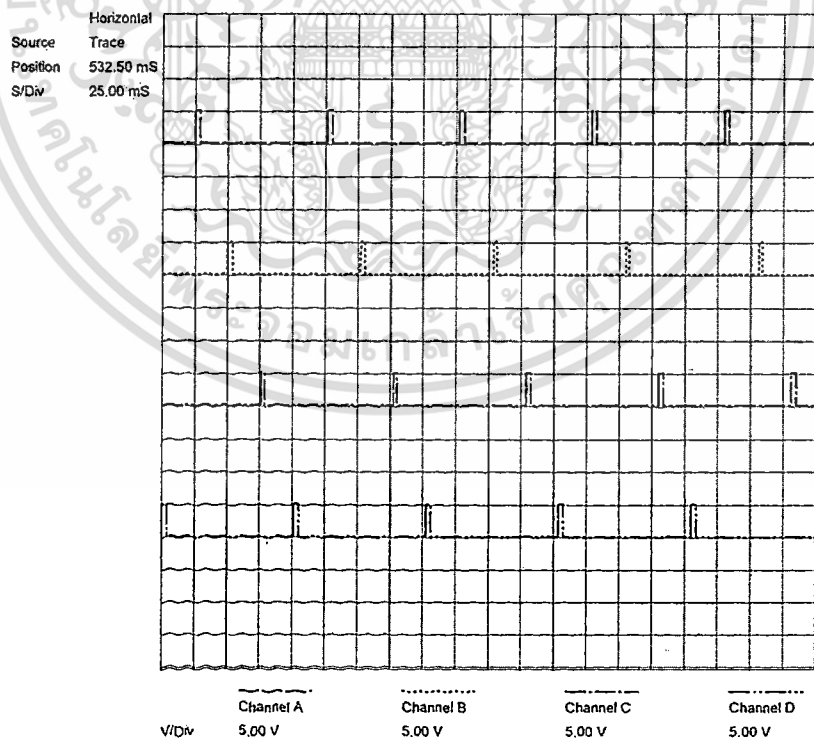 Horizontal
Source Trace
Position 532.50 mS
S/Div 25.00 mS
Channel A Channel B Channel C Channel D
V/Div 5.00 V 5.00 V 5.00 V 5.00 V